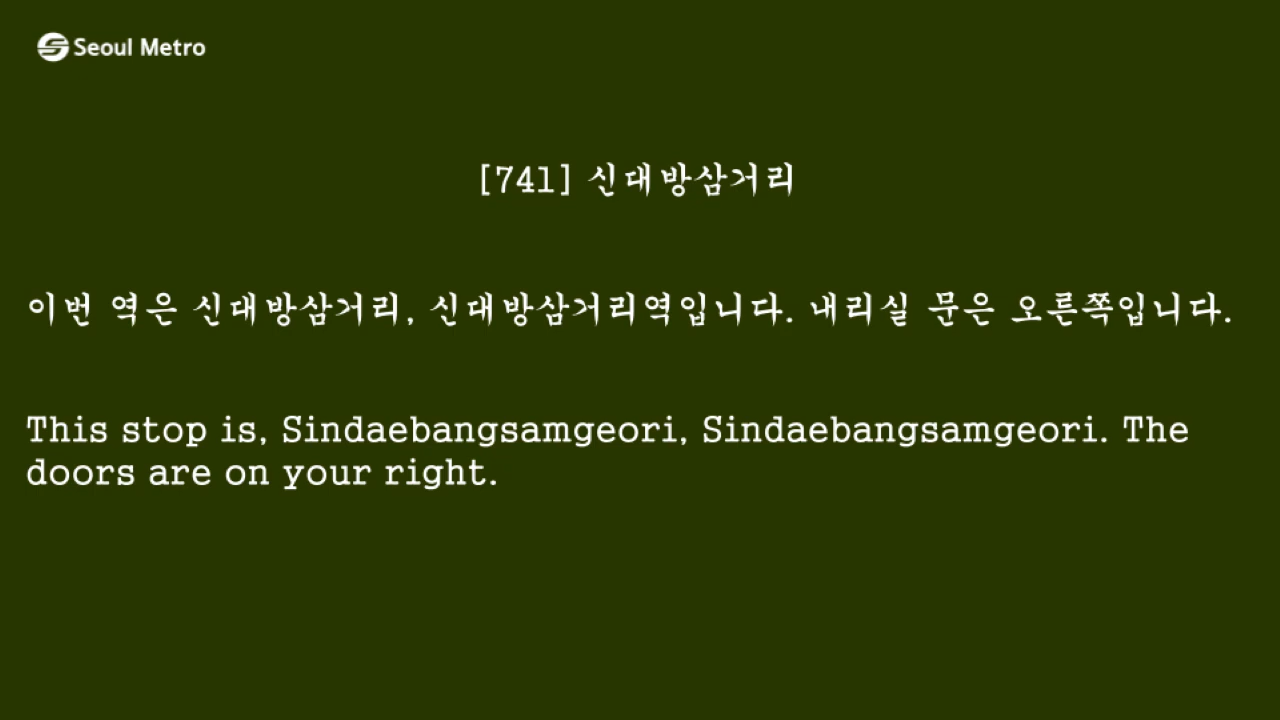 Seoul Metro
[741] 신대방삼거리
이번 역은 신대방삼거리, 신대방삼거리역입니다. 내리실 문은 오른쪽입니다.
This stop is, Sindaebangsamgeori, Sindaebangsamgeori. The
doors are on your right.